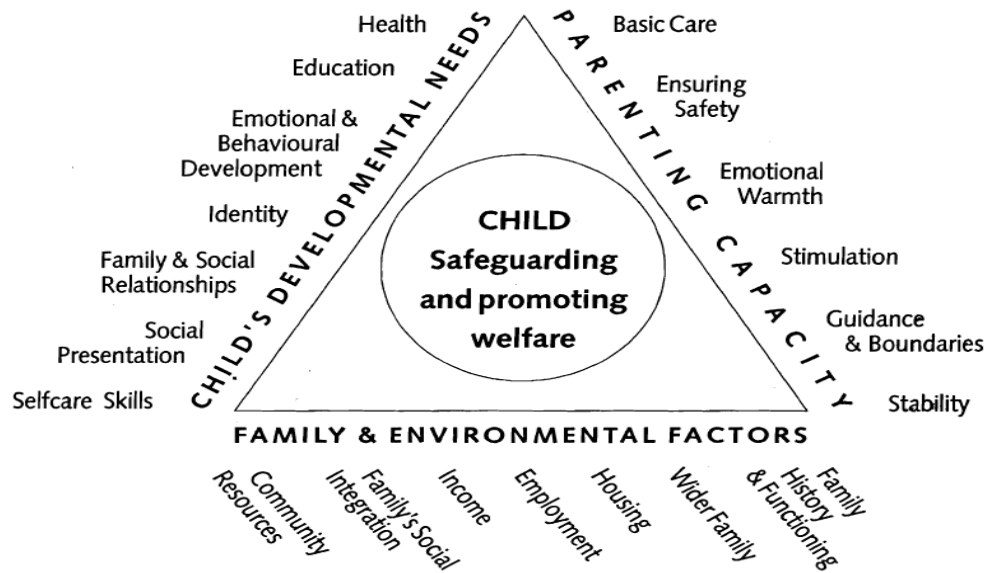 Health
Education
Emotional &
Behavioural
Development
Identity
Family & Social
Relationships
Social
Presentation
Selfcare Skills
CHILD'S DEVELOPMENTAL NEEDS
CHILD
Safeguarding
and promoting
welfare
PARENTING CAPACITY
Basic Care
Ensuring
Safety
Emotional
Warmth
Stimulation
Guidance
& Boundaries
Stability
FAMILY & ENVIRONMENTAL FACTORS
Community
Resources
Family's Social
Integration
Income
Employment
Housing
Wider Family
Family
History
& Functioning